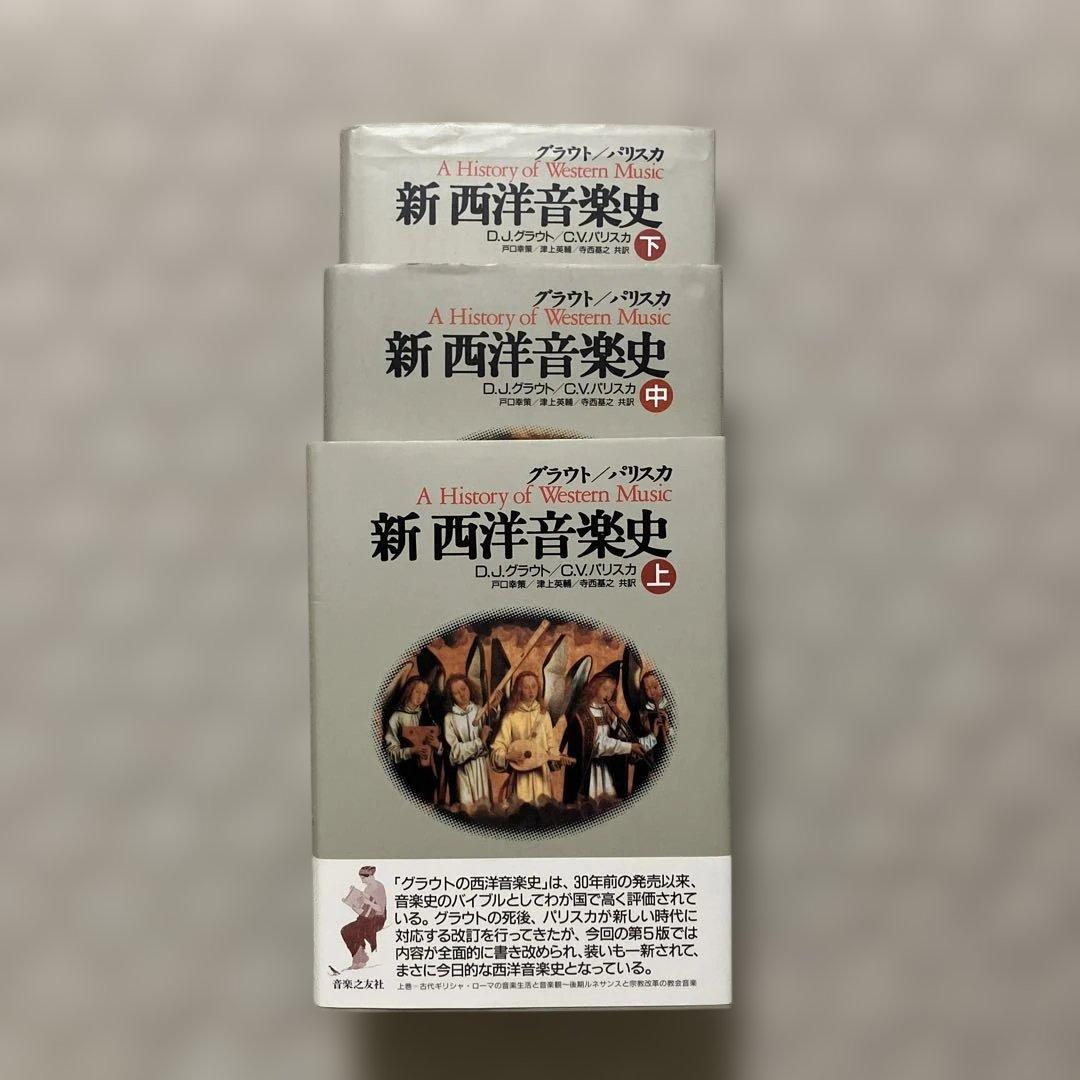 グラウト／パリスカ
A History of Western Music
新 西洋音楽史
D.J.グラウト／C.V.パリスカ
戸口幸策／津上英輔／寺西基之 共訳
下
グラウト／パリスカ
A History of Western Music
新 西洋音楽史
D.J.グラウト／C.V.パリスカ
戸口幸策／津上英輔／寺西基之 共訳
中
グラウト／パリスカ
A History of Western Music
新 西洋音楽史
D.J.グラウト／C.V.パリスカ
戸口幸策／津上英輔／寺西基之 共訳
上
「グラウトの西洋音楽史」は、30年前の発売以来、
音楽史のバイブルとしてわが国で高く評価されて
いる。グラウトの死後、パリスカが新しい時代に
対応する改訂を行ってきたが、今回の第5版では
内容が全面的に書き改められ、装いも一新されて、
まさに今日的な西洋音楽史となっている。
音楽之友社
上巻＝古代ギリシャ・ローマの音楽生活と音楽観〜後期ルネサンスと宗教改革の教会音楽